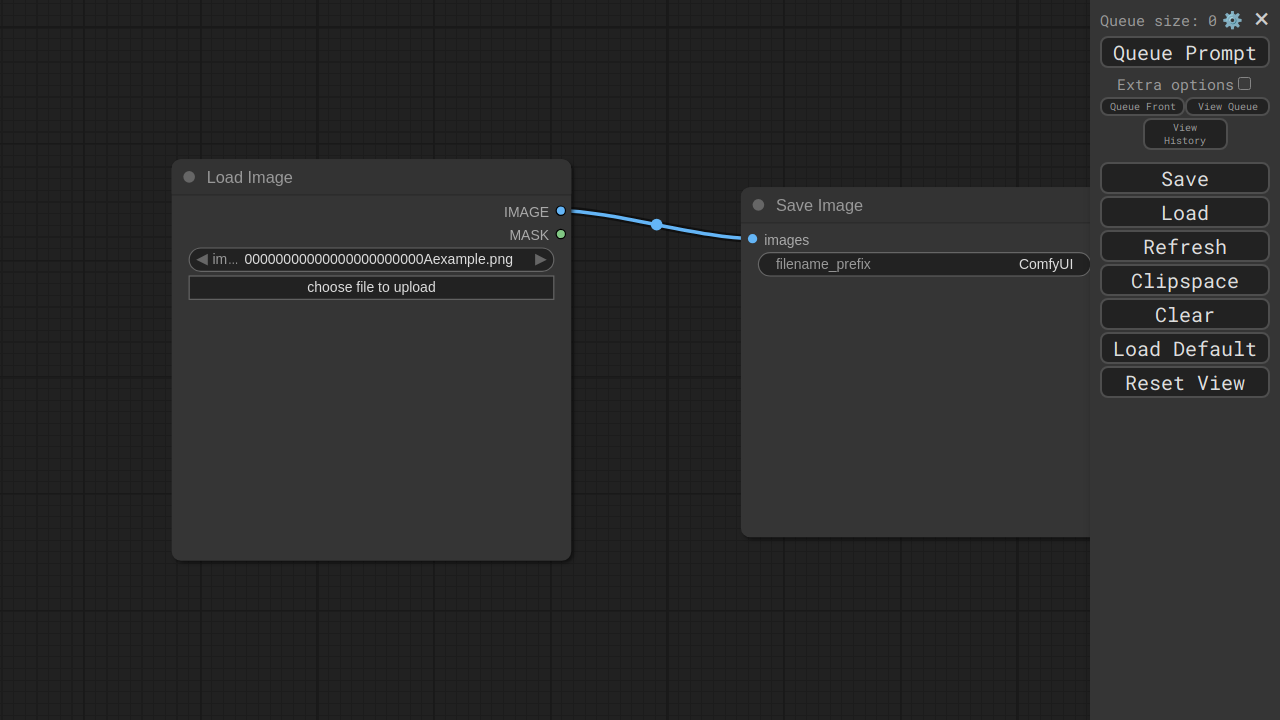 Queue size: 0
Queue Prompt
Extra options
Queue Front
View Queue
View
History
Save
Load
Refresh
Clipspace
Clear
Load Default
Reset View
Load Image
IMAGE
MASK
im... 00000000000000000000000Aexample.png
choose file to upload
Save Image
images
filename_prefix ComfyUI